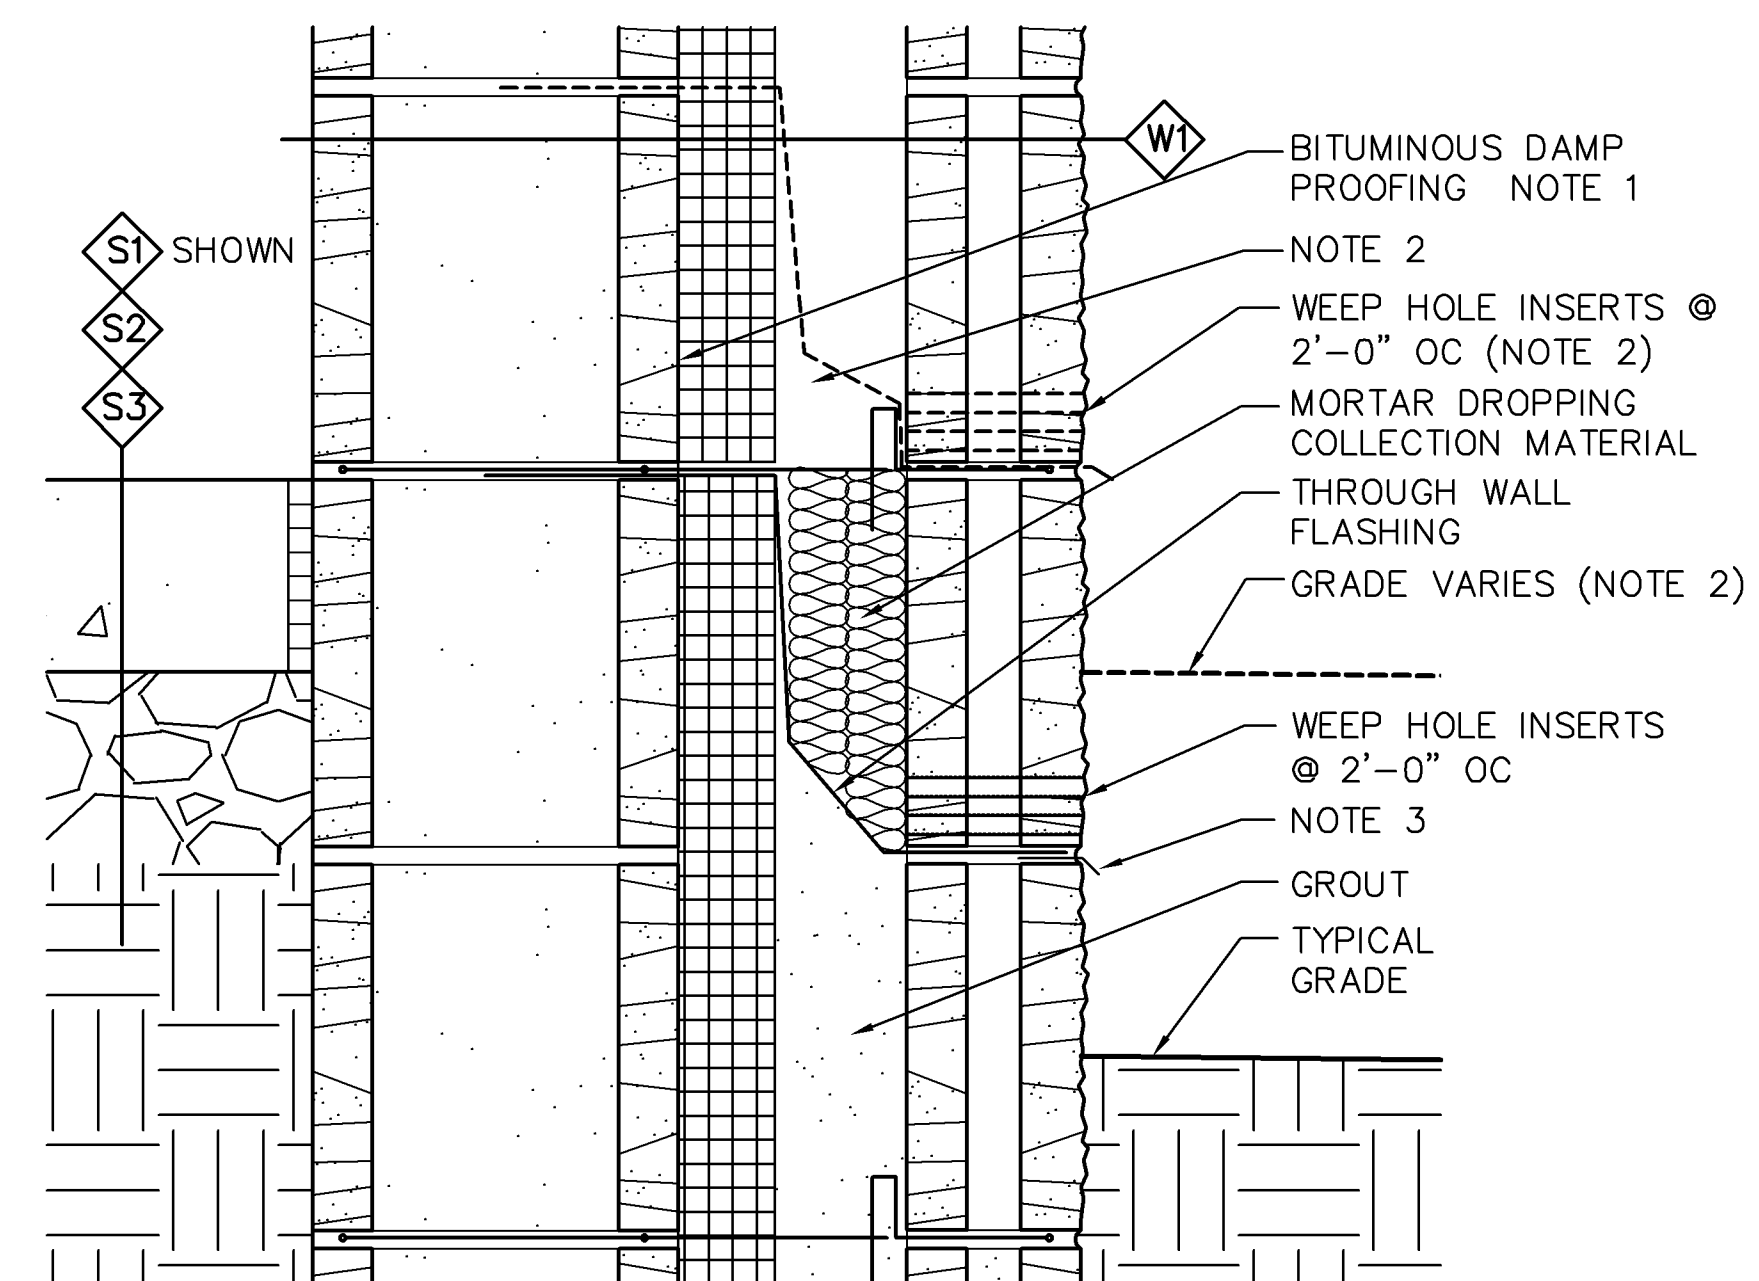 W1
BITUMINOUS DAMP
PROOFING NOTE 1
S1 SHOWN
NOTE 2
S2
WEEP HOLE INSERTS @
2'-0" OC (NOTE 2)
S3
MORTAR DROPPING
COLLECTION MATERIAL
THROUGH WALL
FLASHING
GRADE VARIES (NOTE 2)
WEEP HOLE INSERTS
@ 2'-0" OC
NOTE 3
GROUT
TYPICAL
GRADE